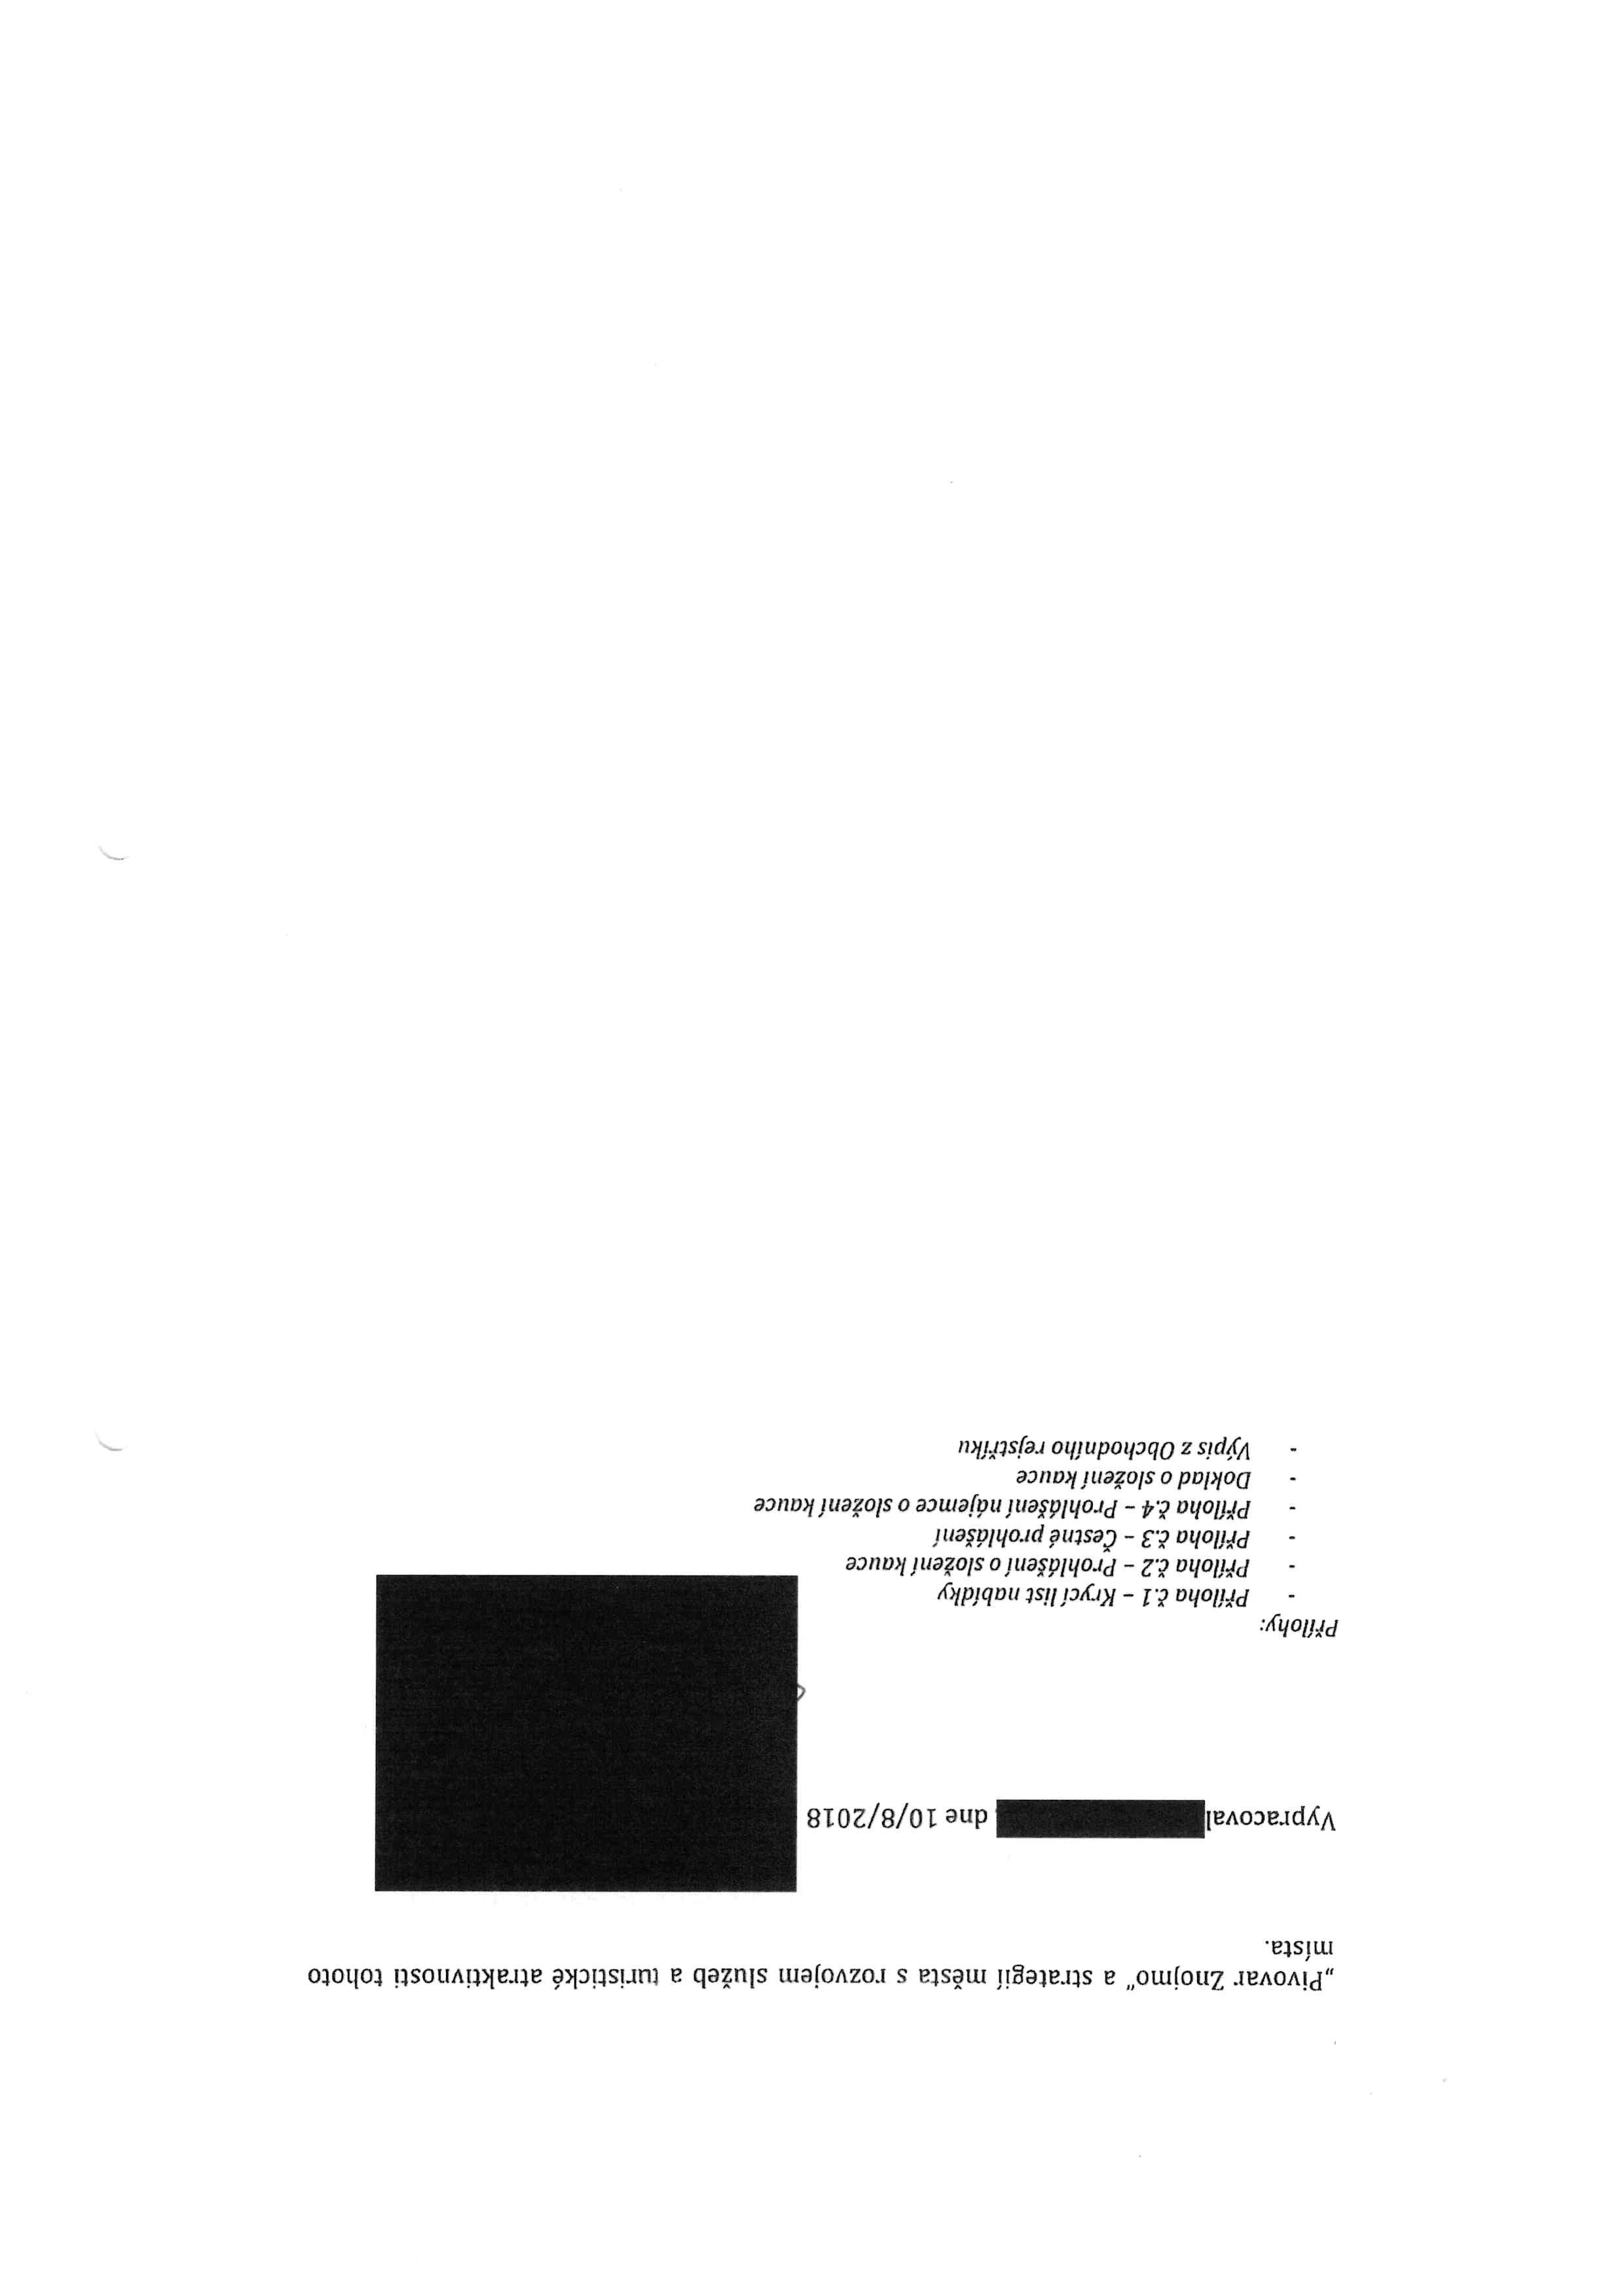 „Pivovar Znojmo“ a strategií města s rozvojem služeb a turistické atraktivnosti tohoto
místa.
Vypracoval dne 10/8/2018
Přílohy:
- Příloha č.1 – Krycí list nabídky
- Příloha č.2 – Prohlášení o složení kauce
- Příloha č.3 – Čestné prohlášení
- Příloha č.4 – Prohlášení nájemce o složení kauce
- Doklad o složení kauce
- Výpis z Obchodního rejstříku